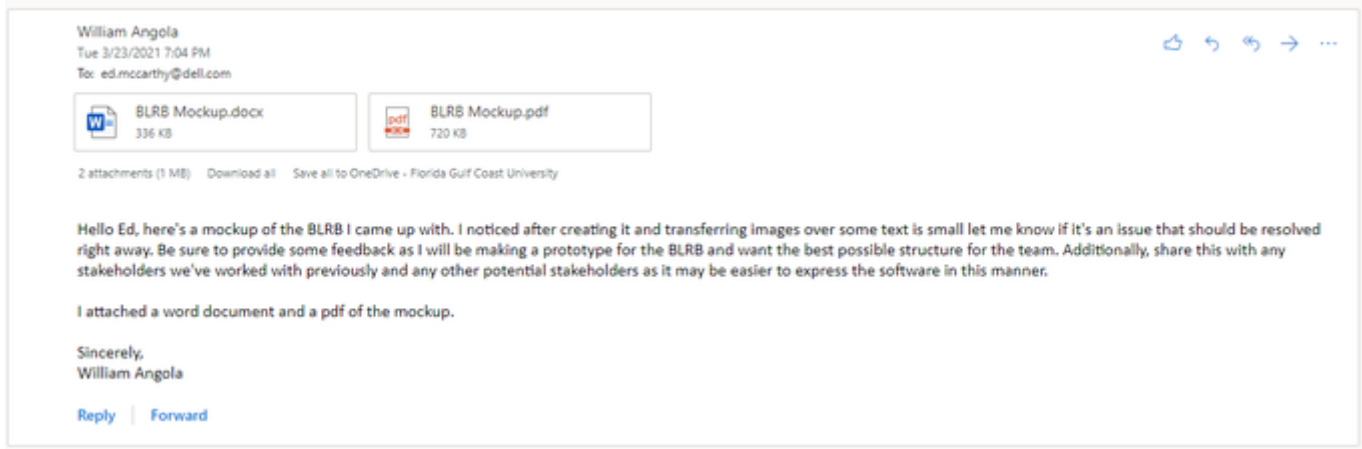 William Angola
Tue 3/23/2021 7:04 PM
To: ed.mccarthy@dell.com
BLRB Mockup.docx
336 KB
BLRB Mockup.pdf
720 KB
2 attachments (1 MB) Download all Save all to OneDrive - Florida Gulf Coast University
Hello Ed, here's a mockup of the BLRB I came up with. I noticed after creating it and transferring images over some text is small let me know if it's an issue that should be resolved
right away. Be sure to provide some feedback as I will be making a prototype for the BLRB and want the best possible structure for the team. Additionally, share this with any
stakeholders we've worked with previously and any other potential stakeholders as it may be easier to express the software in this manner.
I attached a word document and a pdf of the mockup.
Sincerely,
William Angola
Reply Forward